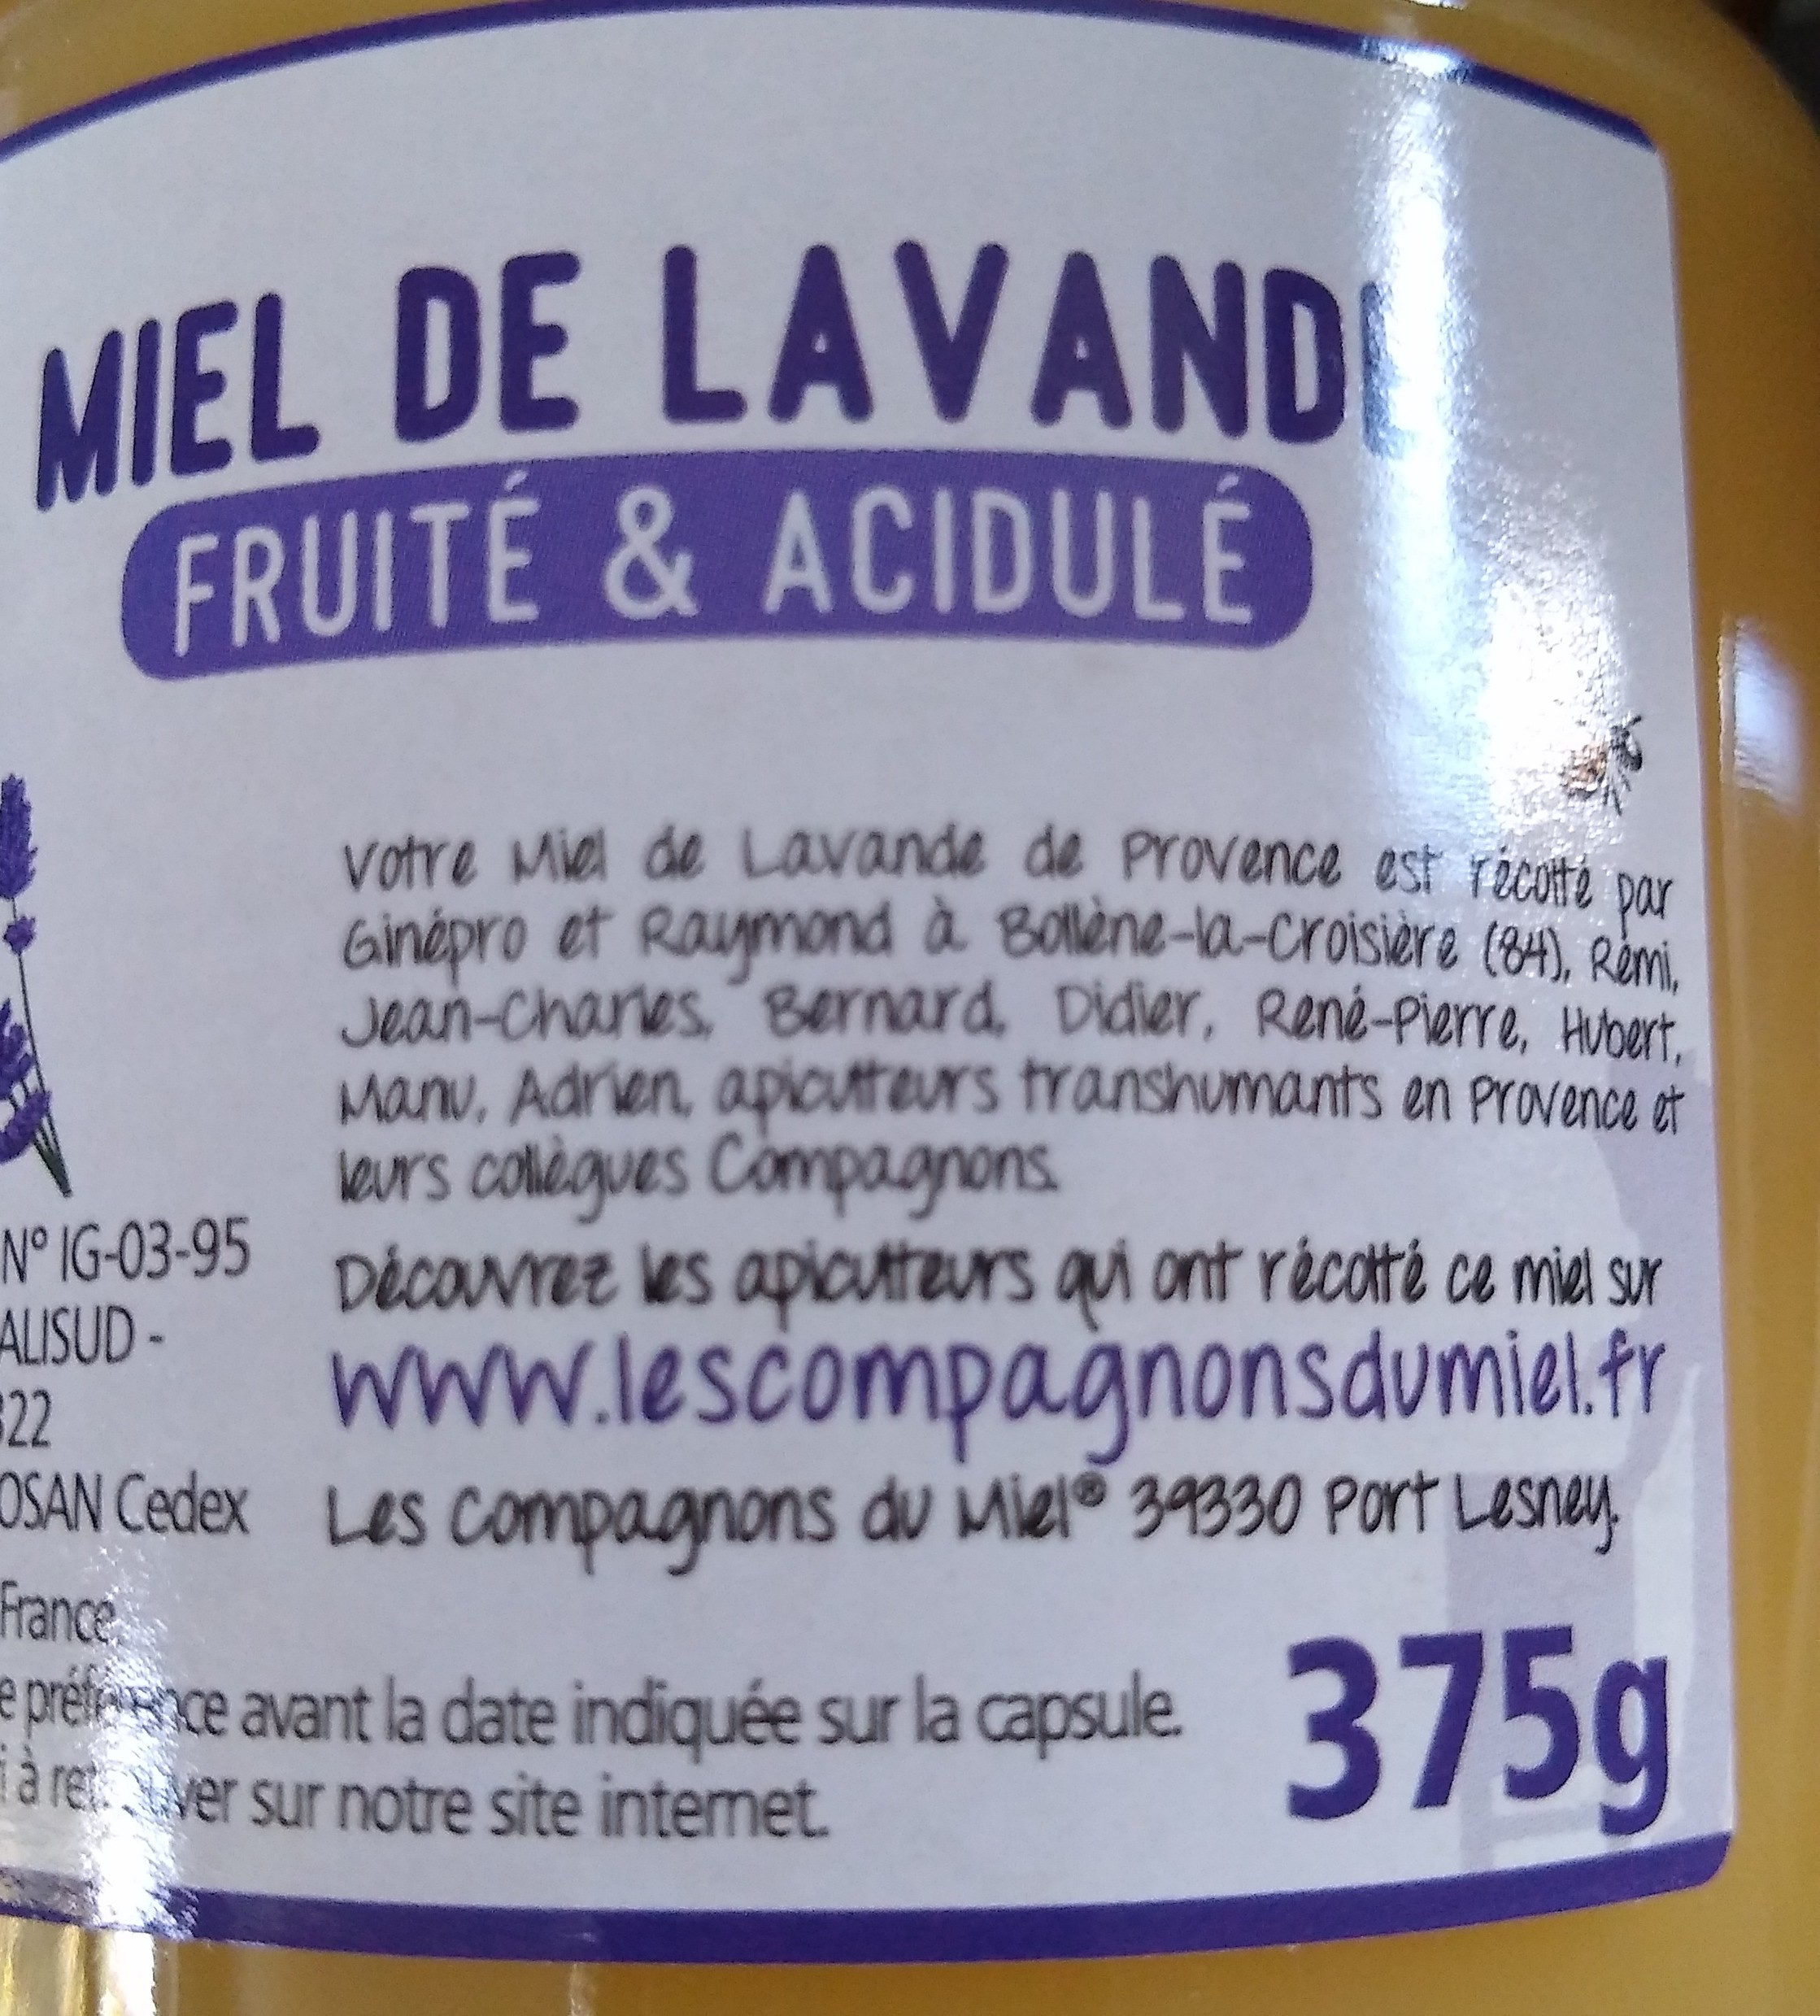 MIEL DE LAVANDE
FRUITÉ & ACIDULÉ
Votre Miel de Lavande de Provence est récolté par
Ginépro et Raymond à Bollène-la-Croisière (84), Rémi,
Jean-Charles, Bernard, Didier, René-Pierre, Hubert,
Manu, Adrien, apiculteurs transhumants en Provence et
leurs collègues Compagnons.
Découvrez les apiculteurs qui ont récolté ce miel sur
www.lescompagnonsdumiel.fr
Les Compagnons du Miel® 39330 Port Lesney.
N° IG-03-95
ALISUD -
322
OSAN Cedex
France
e préférence avant la date indiquée sur la capsule.
i à retrouver sur notre site internet.
375g